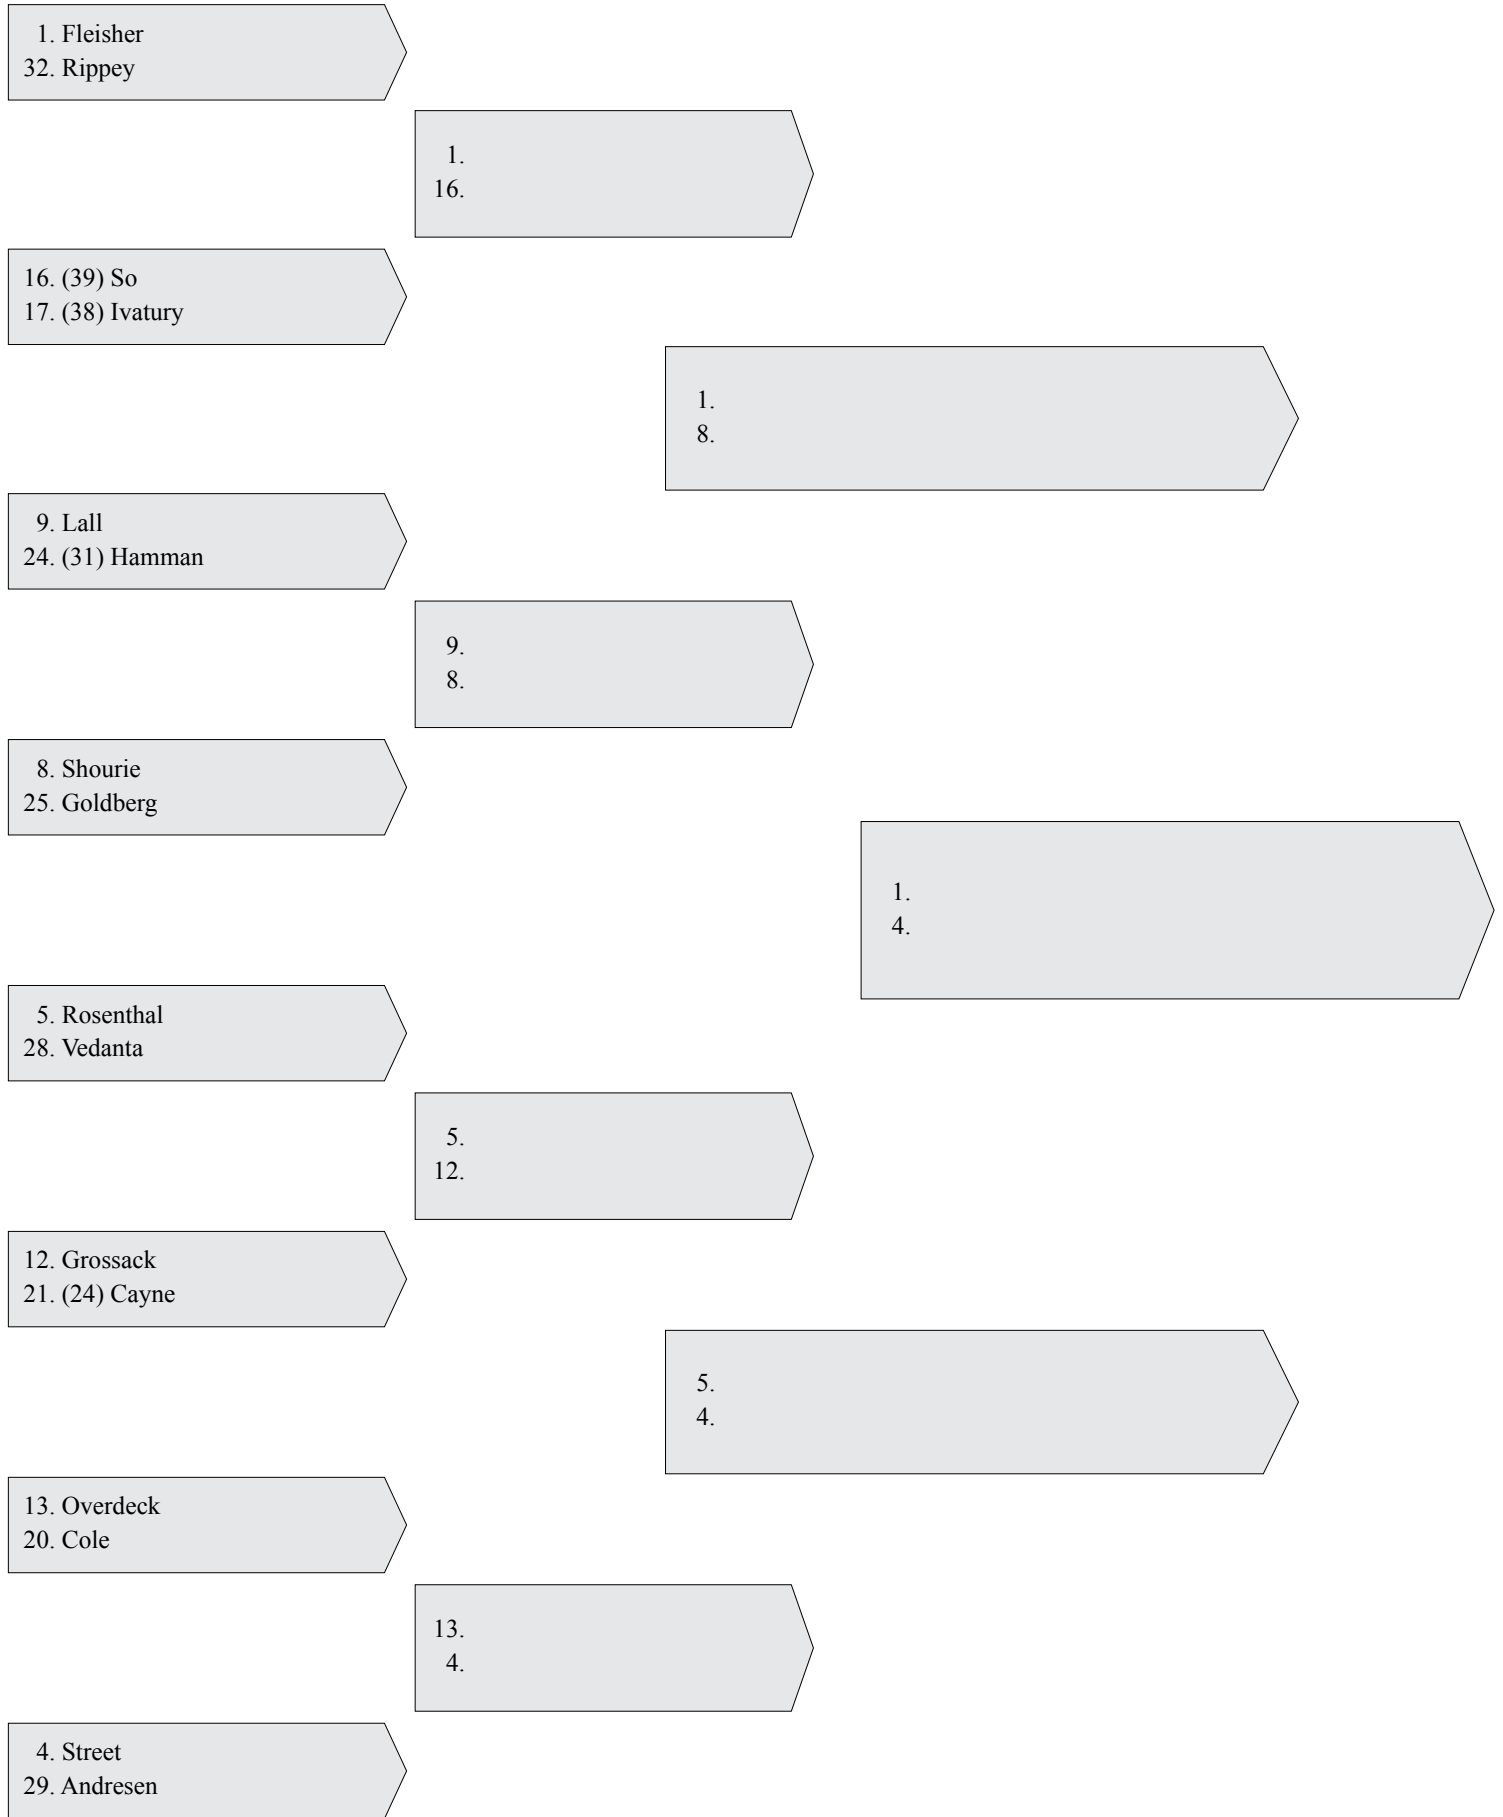 1. Fleisher
32. Rippey
1.
16.
16. (39) So
17. (38) Ivatury
1.
8.
9. Lall
24. (31) Hamman
9.
8.
8. Shourie
25. Goldberg
1.
4.
5. Rosenthal
28. Vedanta
5.
12.
12. Grossack
21. (24) Cayne
5.
4.
13. Overdeck
20. Cole
13.
4.
4. Street
29. Andresen